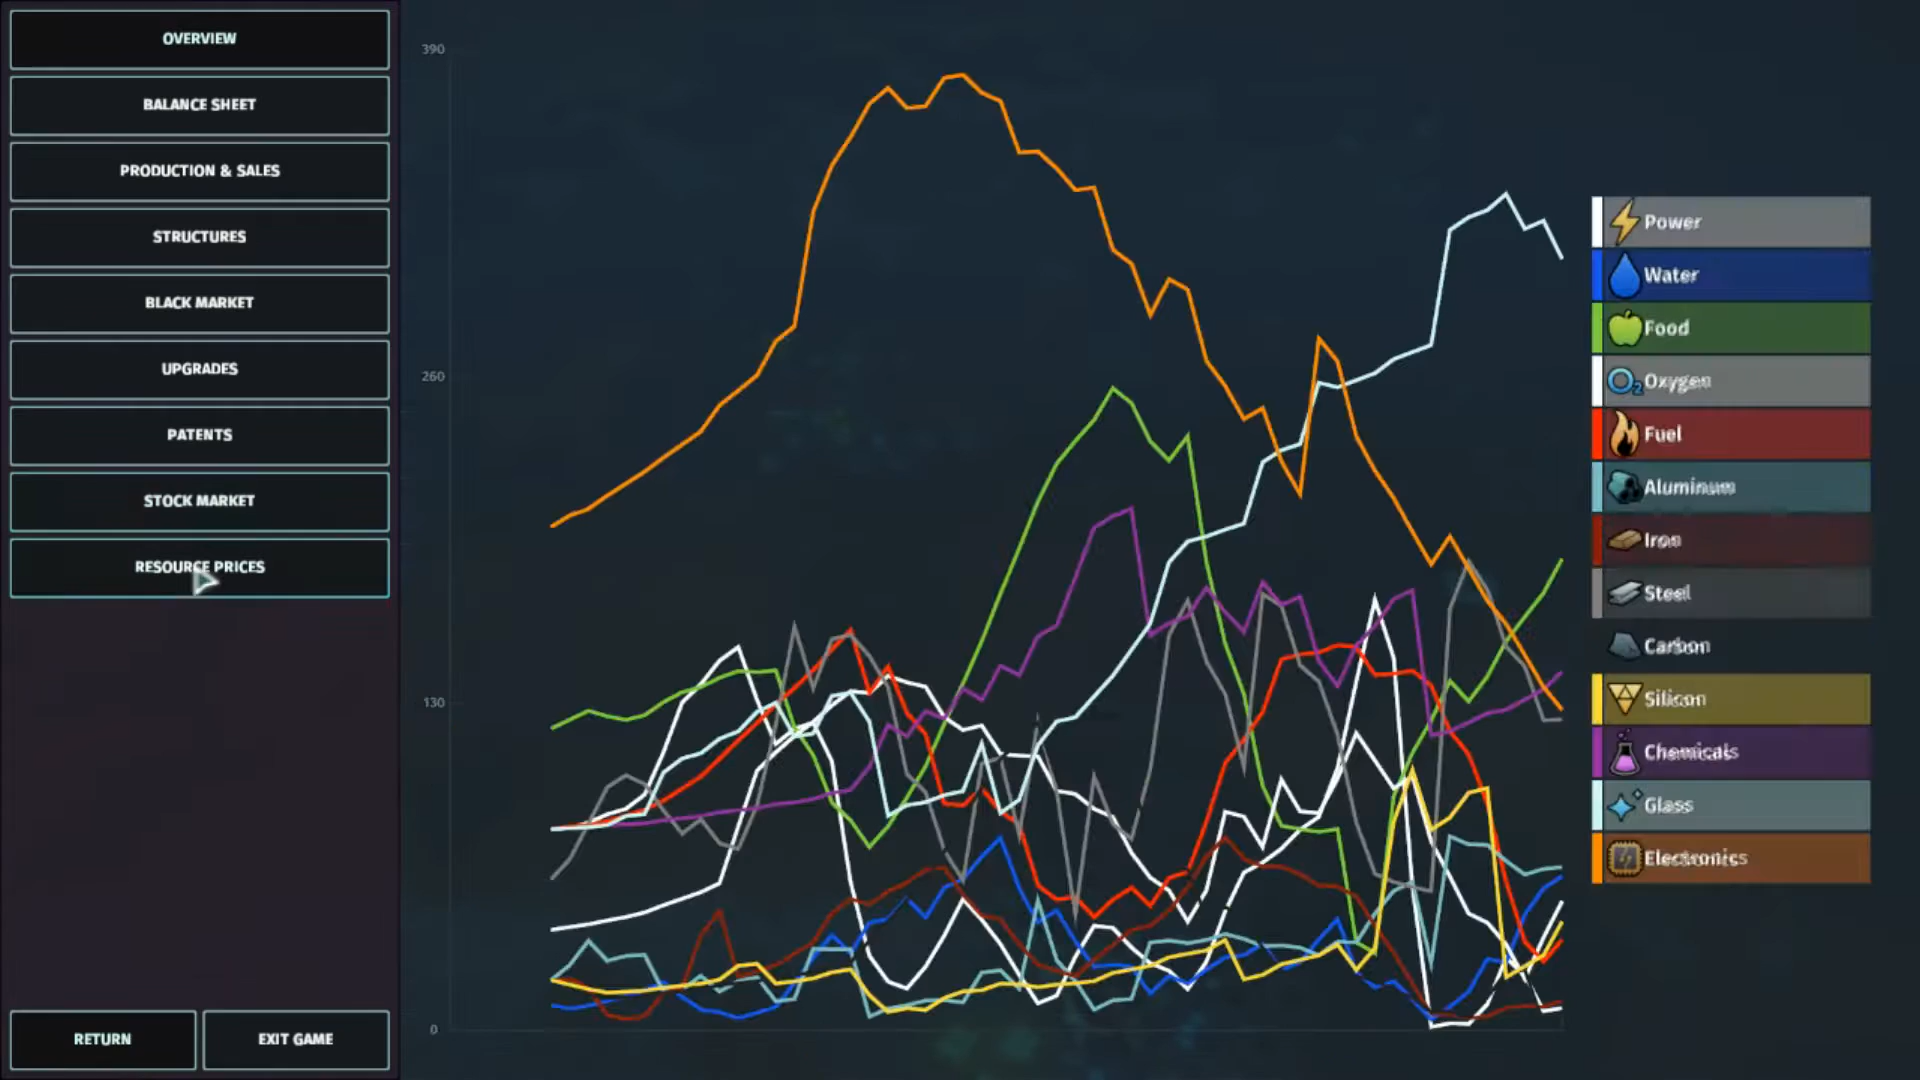 OVERVIEW
BALANCE SHEET
PRODUCTION & SALES
STRUCTURES
BLACK MARKET
UPGRADES
PATENTS
STOCK MARKET
RESOURCE PRICES
RETURN
EXIT GAME
390
260
130
0
Power
Water
Food
Oxygen
Fuel
Aluminum
Iron
Steel
Carbon
Silicon
Chemicals
Glass
Electronics